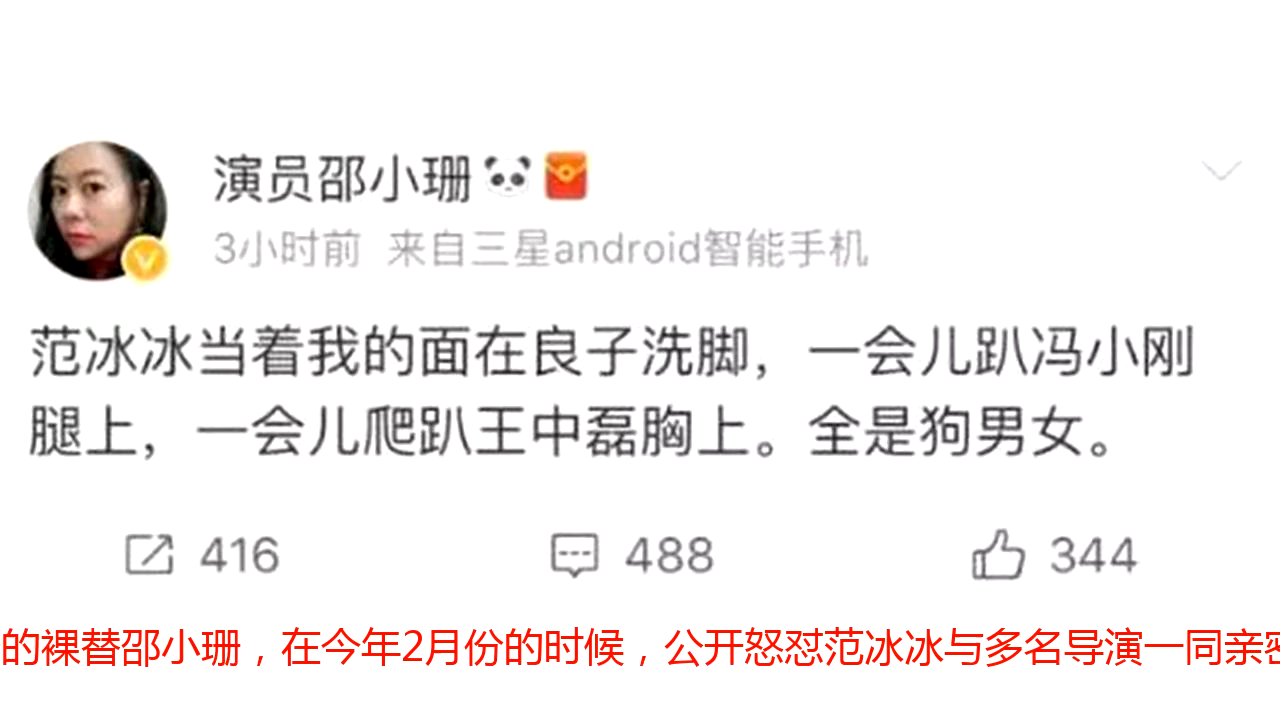 演员邵小珊
3小时前 来自三星android智能手机
范冰冰当着我的面在良子洗脚，一会儿趴冯小刚
腿上，一会儿爬趴王中磊胸上。全是狗男女。
416 488 344
的裸替邵小珊，在今年2月份的时候，公开怒怼范冰冰与多名导演一同亲密